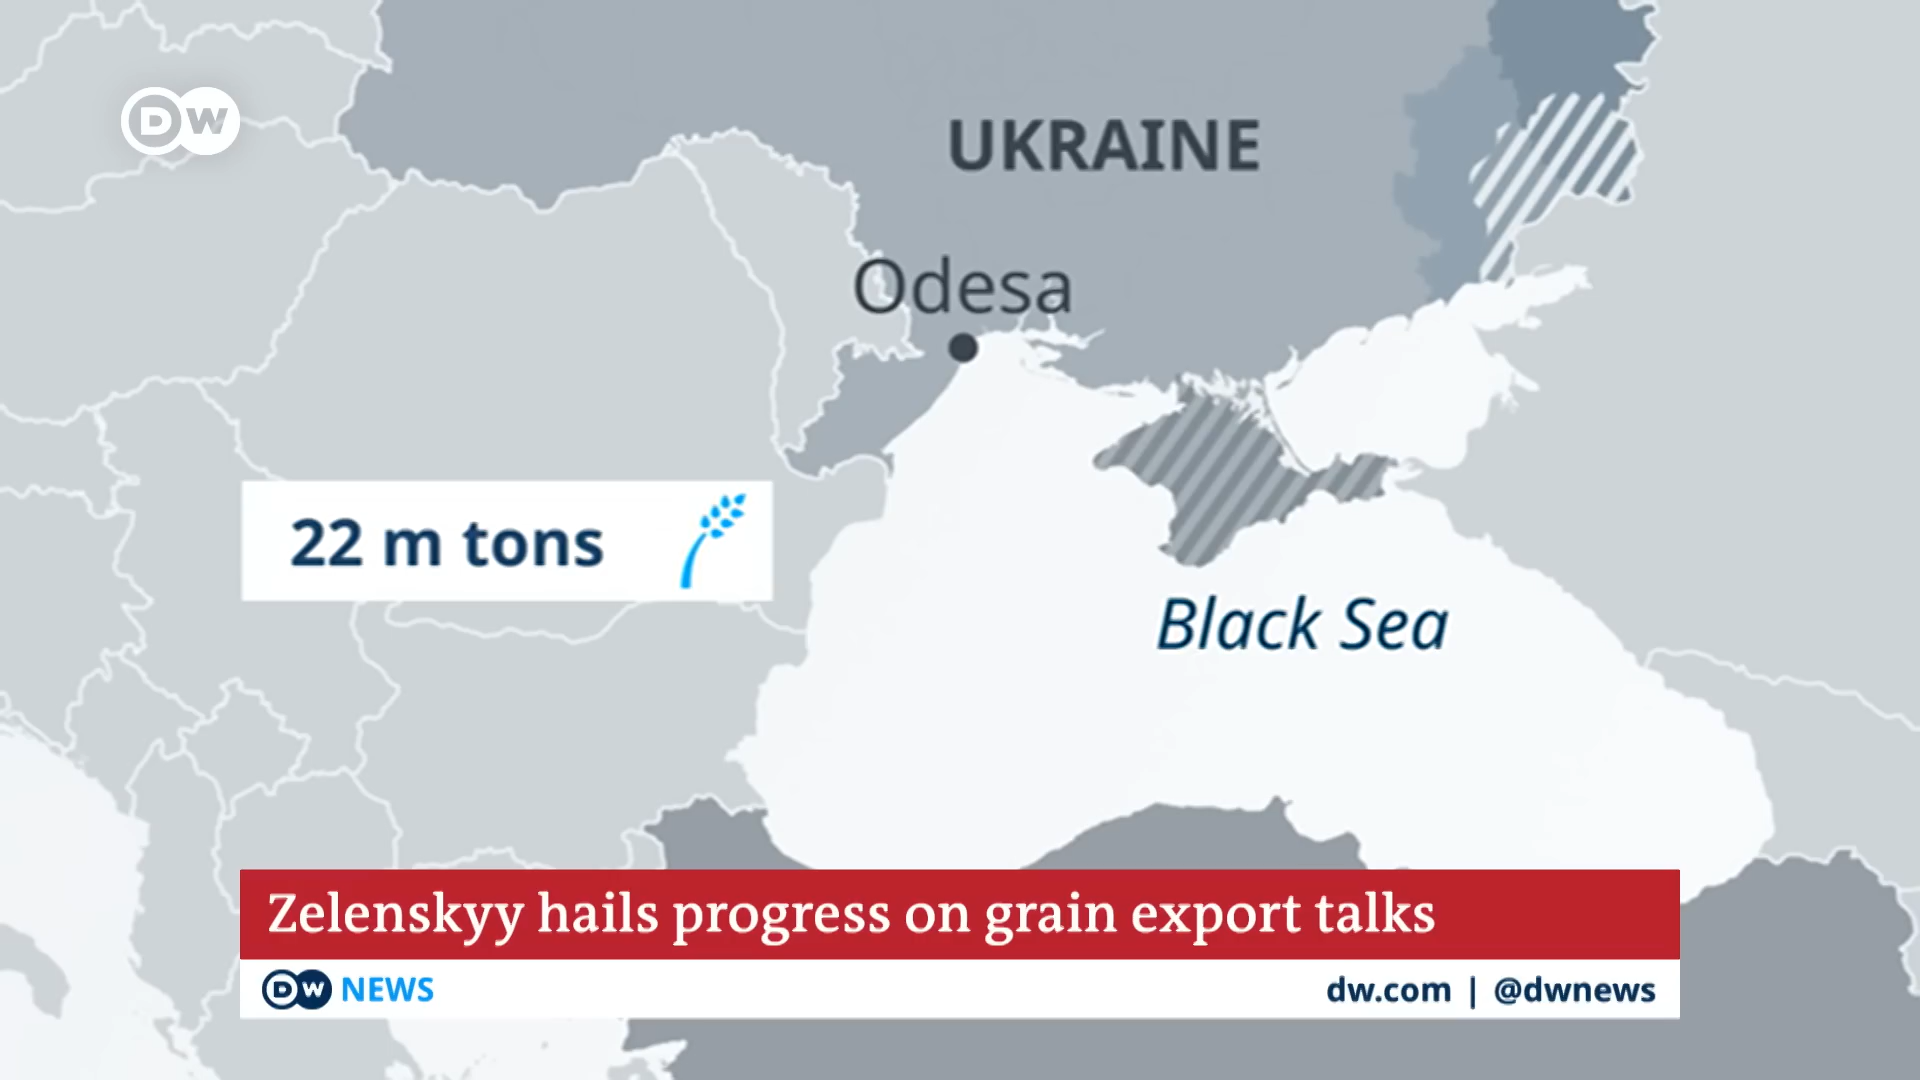 DW
UKRAINE
Odesa
22 m tons
Black Sea
Zelenskyy hails progress on grain export talks
DW NEWS
dw.com | @dwnews